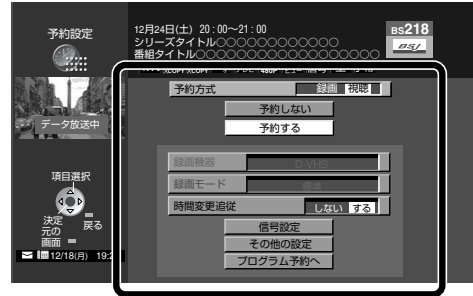 予約設定
12月24日(土) 20:00～21:00
シリーズタイトル○○○○○○○○○○○○
番組タイトル○○○○○○○○○○○○○○○○○○
BS218
BSJ
予約方式 録画 視聴
予約しない
予約する
データ放送中
録画機器 D-VHS
録画モード 標準
時間変更追従 しない する
項目選択
決定
元の
画面
戻る
信号設定
その他の設定
プログラム予約へ
12/18(月) 19:2